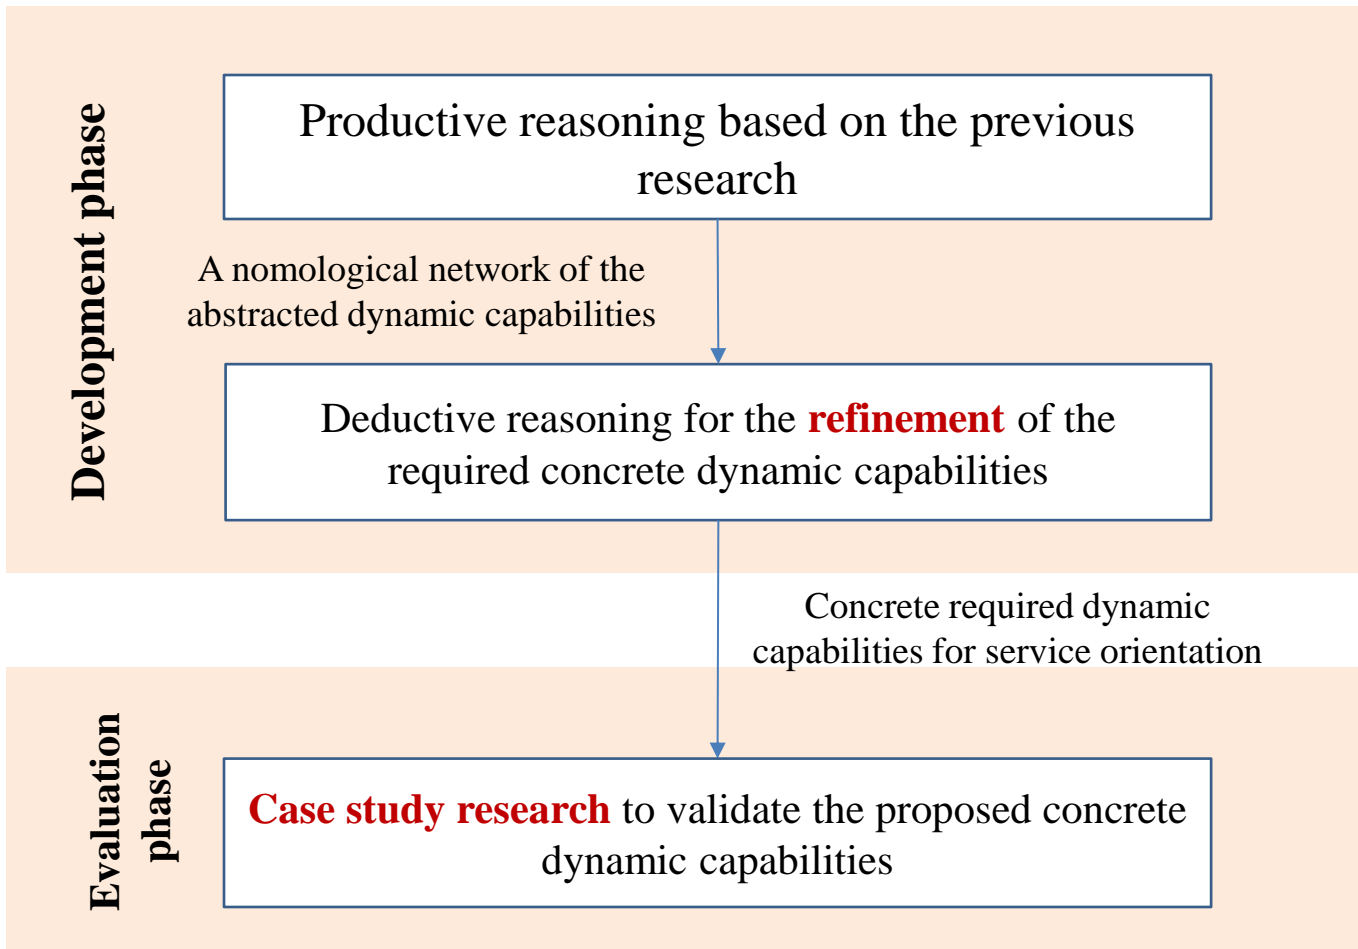 Development phase
Productive reasoning based on the previous
research
A nomological network of the
abstracted dynamic capabilities
Deductive reasoning for the refinement of the
required concrete dynamic capabilities
Concrete required dynamic
capabilities for service orientation
Evaluation
phase
Case study research to validate the proposed concrete
dynamic capabilities